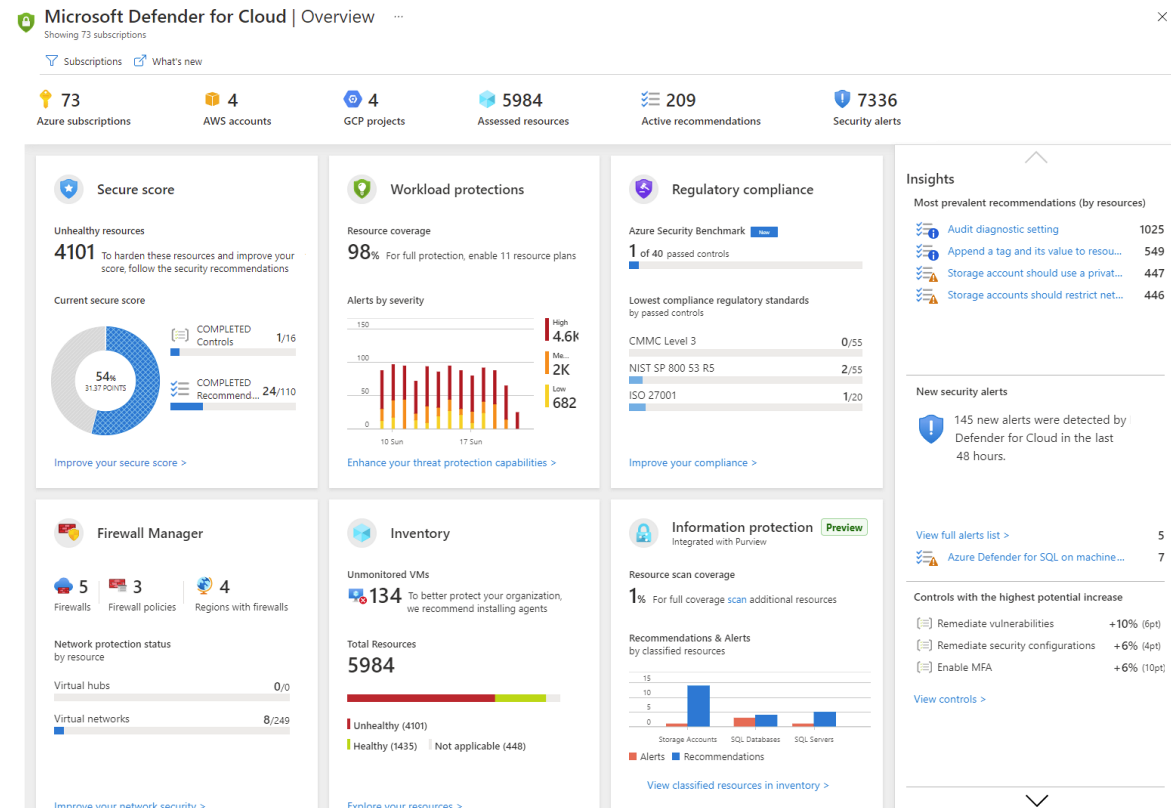 Microsoft Defender for Cloud | Overview ...
Showing 73 subscriptions
Subscriptions What's new
73
Azure subscriptions
4
AWS accounts
4
GCP projects
5984
Assessed resources
209
Active recommendations
7336
Security alerts
Secure score
Unhealthy resources
4101 To harden these resources and improve your
score, follow the security recommendations
Current secure score
54%
31.37 POINTS
COMPLETED
Controls 1/16
COMPLETED
Recommend... 24/110
Improve your secure score >
Workload protections
Resource coverage
98% For full protection, enable 11 resource plans
Alerts by severity
150
100
50
0
10 Sun 17 Sun
High
4.6K
Me...
2K
Low
682
Enhance your threat protection capabilities >
Regulatory compliance
Azure Security Benchmark New
1 of 40 passed controls
Lowest compliance regulatory standards
by passed controls
CMMC Level 3 0/55
NIST SP 800 53 R5 2/55
ISO 27001 1/20
Improve your compliance >
Firewall Manager
5
Firewalls
3
Firewall policies
4
Regions with firewalls
Network protection status
by resource
Virtual hubs 0/0
Virtual networks 8/249
Improve your network security >
Inventory
Unmonitored VMs
134 To better protect your organization,
we recommend installing agents
Total Resources
5984
Unhealthy (4101)
Healthy (1435) Not applicable (448)
Explore your resources >
Information protection Preview
Integrated with Purview
Resource scan coverage
1% For full coverage scan additional resources
Recommendations & Alerts
by classified resources
15
10
5
0
Storage Accounts SQL Databases SQL Servers
Alerts Recommendations
View classified resources in inventory >
Insights
Most prevalent recommendations (by resources)
Audit diagnostic setting 1025
Append a tag and its value to resou... 549
Storage account should use a privat... 447
Storage accounts should restrict net... 446
New security alerts
145 new alerts were detected by
Defender for Cloud in the last
48 hours.
View full alerts list > 5
Azure Defender for SQL on machine... 7
Controls with the highest potential increase
Remediate vulnerabilities +10% (6pt)
Remediate security configurations +6% (4pt)
Enable MFA +6% (10pt)
View controls >